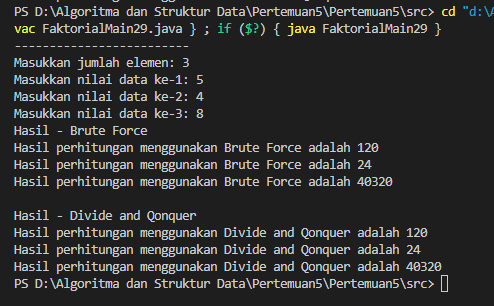 PS D:\Algoritma dan Struktur Data\Pertemuan5\Pertemuan5\src> cd "d:\A
vac FaktorialMain29.java } ; if ($?) { java FaktorialMain29 }
-------------------------
Masukkan jumlah elemen: 3
Masukkan nilai data ke-1: 5
Masukkan nilai data ke-2: 4
Masukkan nilai data ke-3: 8
Hasil - Brute Force
Hasil perhitungan menggunakan Brute Force adalah 120
Hasil perhitungan menggunakan Brute Force adalah 24
Hasil perhitungan menggunakan Brute Force adalah 40320
Hasil - Divide and Qonquer
Hasil perhitungan menggunakan Divide and Qonquer adalah 120
Hasil perhitungan menggunakan Divide and Qonquer adalah 24
Hasil perhitungan menggunakan Divide and Qonquer adalah 40320
PS D:\Algoritma dan Struktur Data\Pertemuan5\Pertemuan5\src>